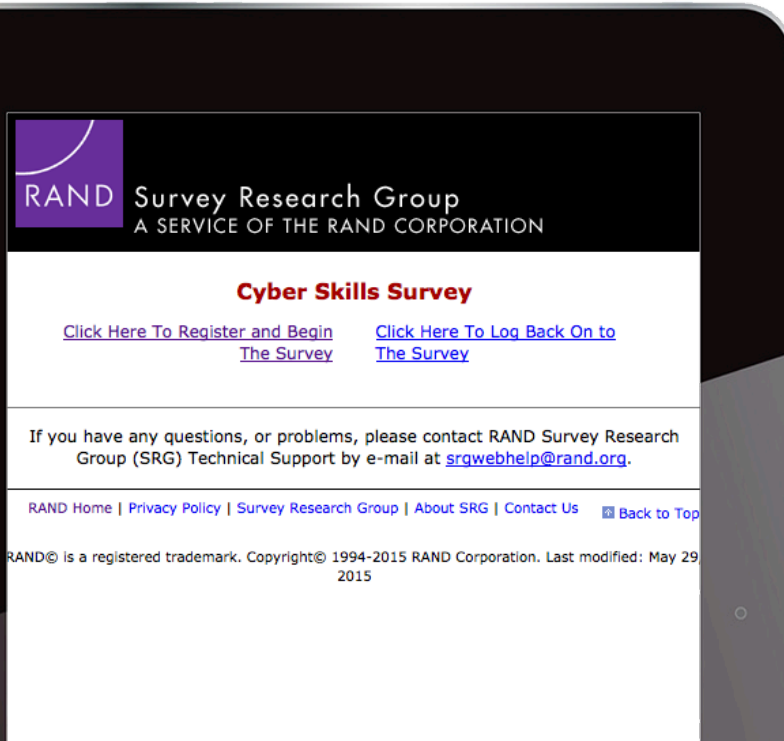 RAND
Survey Research Group
A SERVICE OF THE RAND CORPORATION
Cyber Skills Survey
Click Here To Register and Begin
The Survey
Click Here To Log Back On to
The Survey
If you have any questions, or problems, please contact RAND Survey Research
Group (SRG) Technical Support by e-mail at srgwebhelp@rand.org.
RAND Home | Privacy Policy | Survey Research Group | About SRG | Contact Us
Back to Top
RAND© is a registered trademark. Copyright© 1994-2015 RAND Corporation. Last modified: May 29,
2015